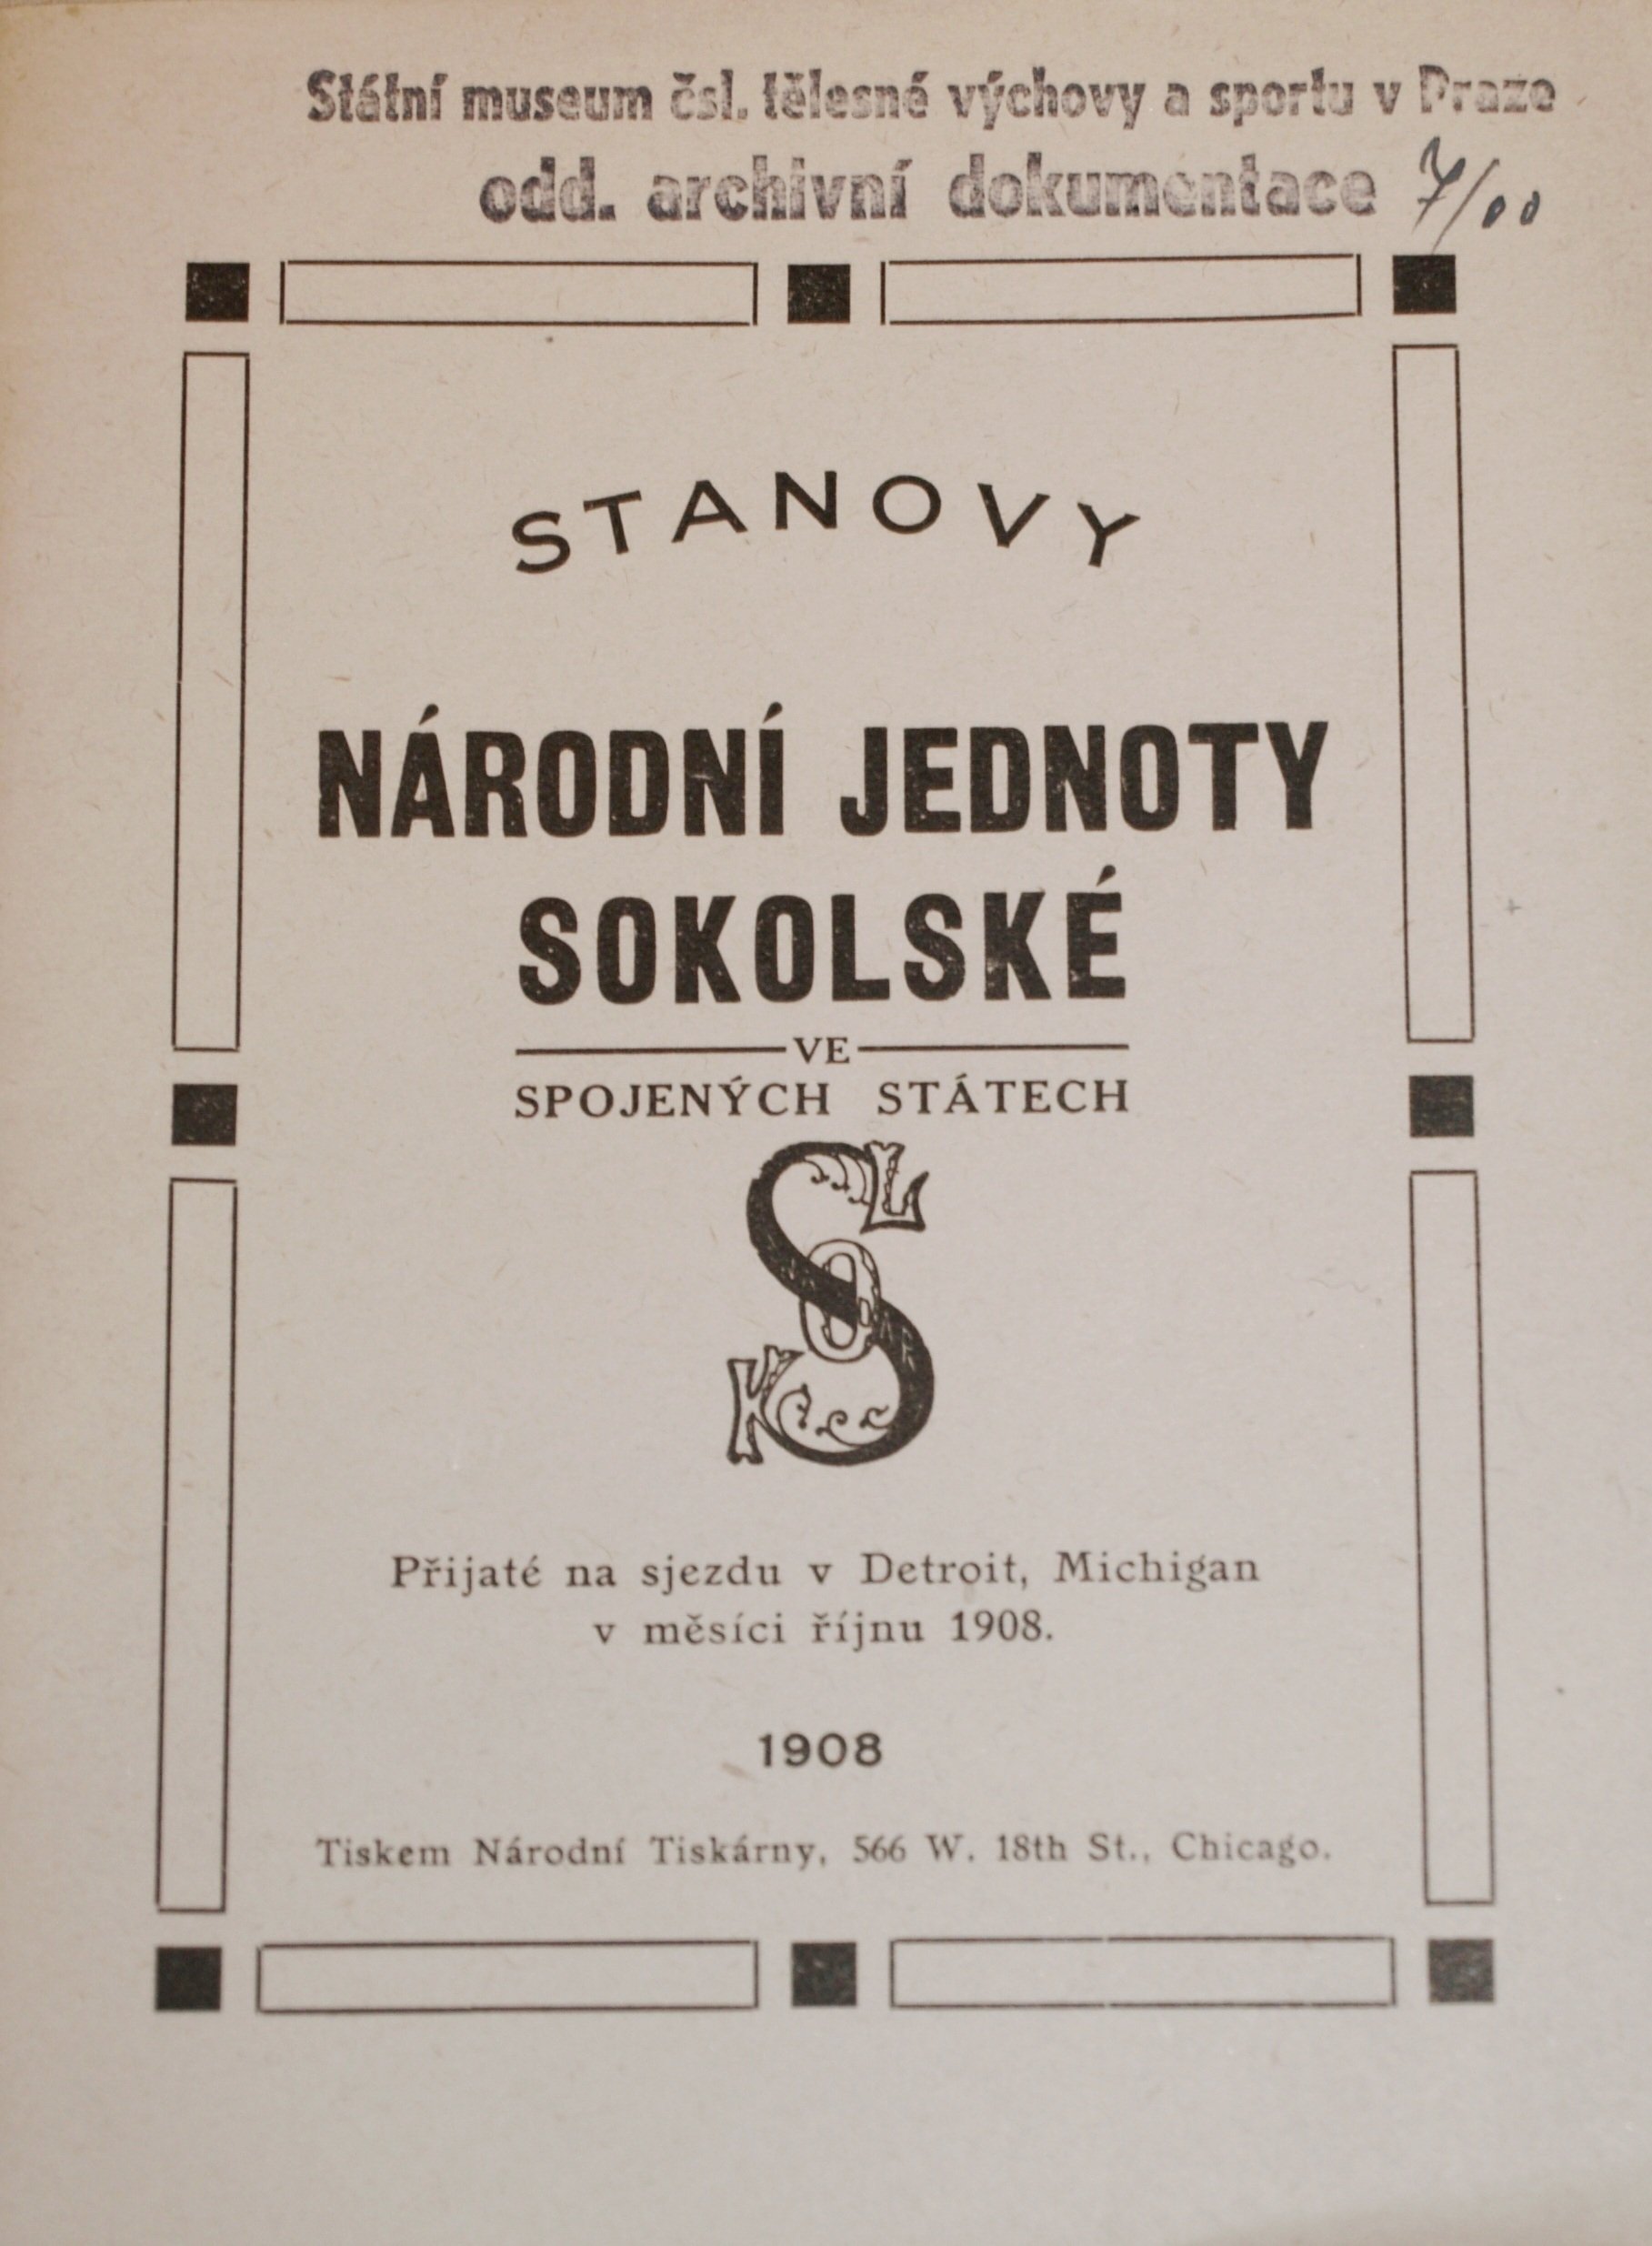 Státní museum čsl. tělesné výchovy a sportu v Praze
odd. archivní dokumentace 7/00
STANOVY
NÁRODNÍ JEDNOTY
SOKOLSKÉ
VE
SPOJENÝCH STÁTECH
SOKOL
Přijaté na sjezdu v Detroit, Michigan
v měsíci říjnu 1908.
1908
Tiskem Národní Tiskárny, 566 W. 18th St., Chicago.